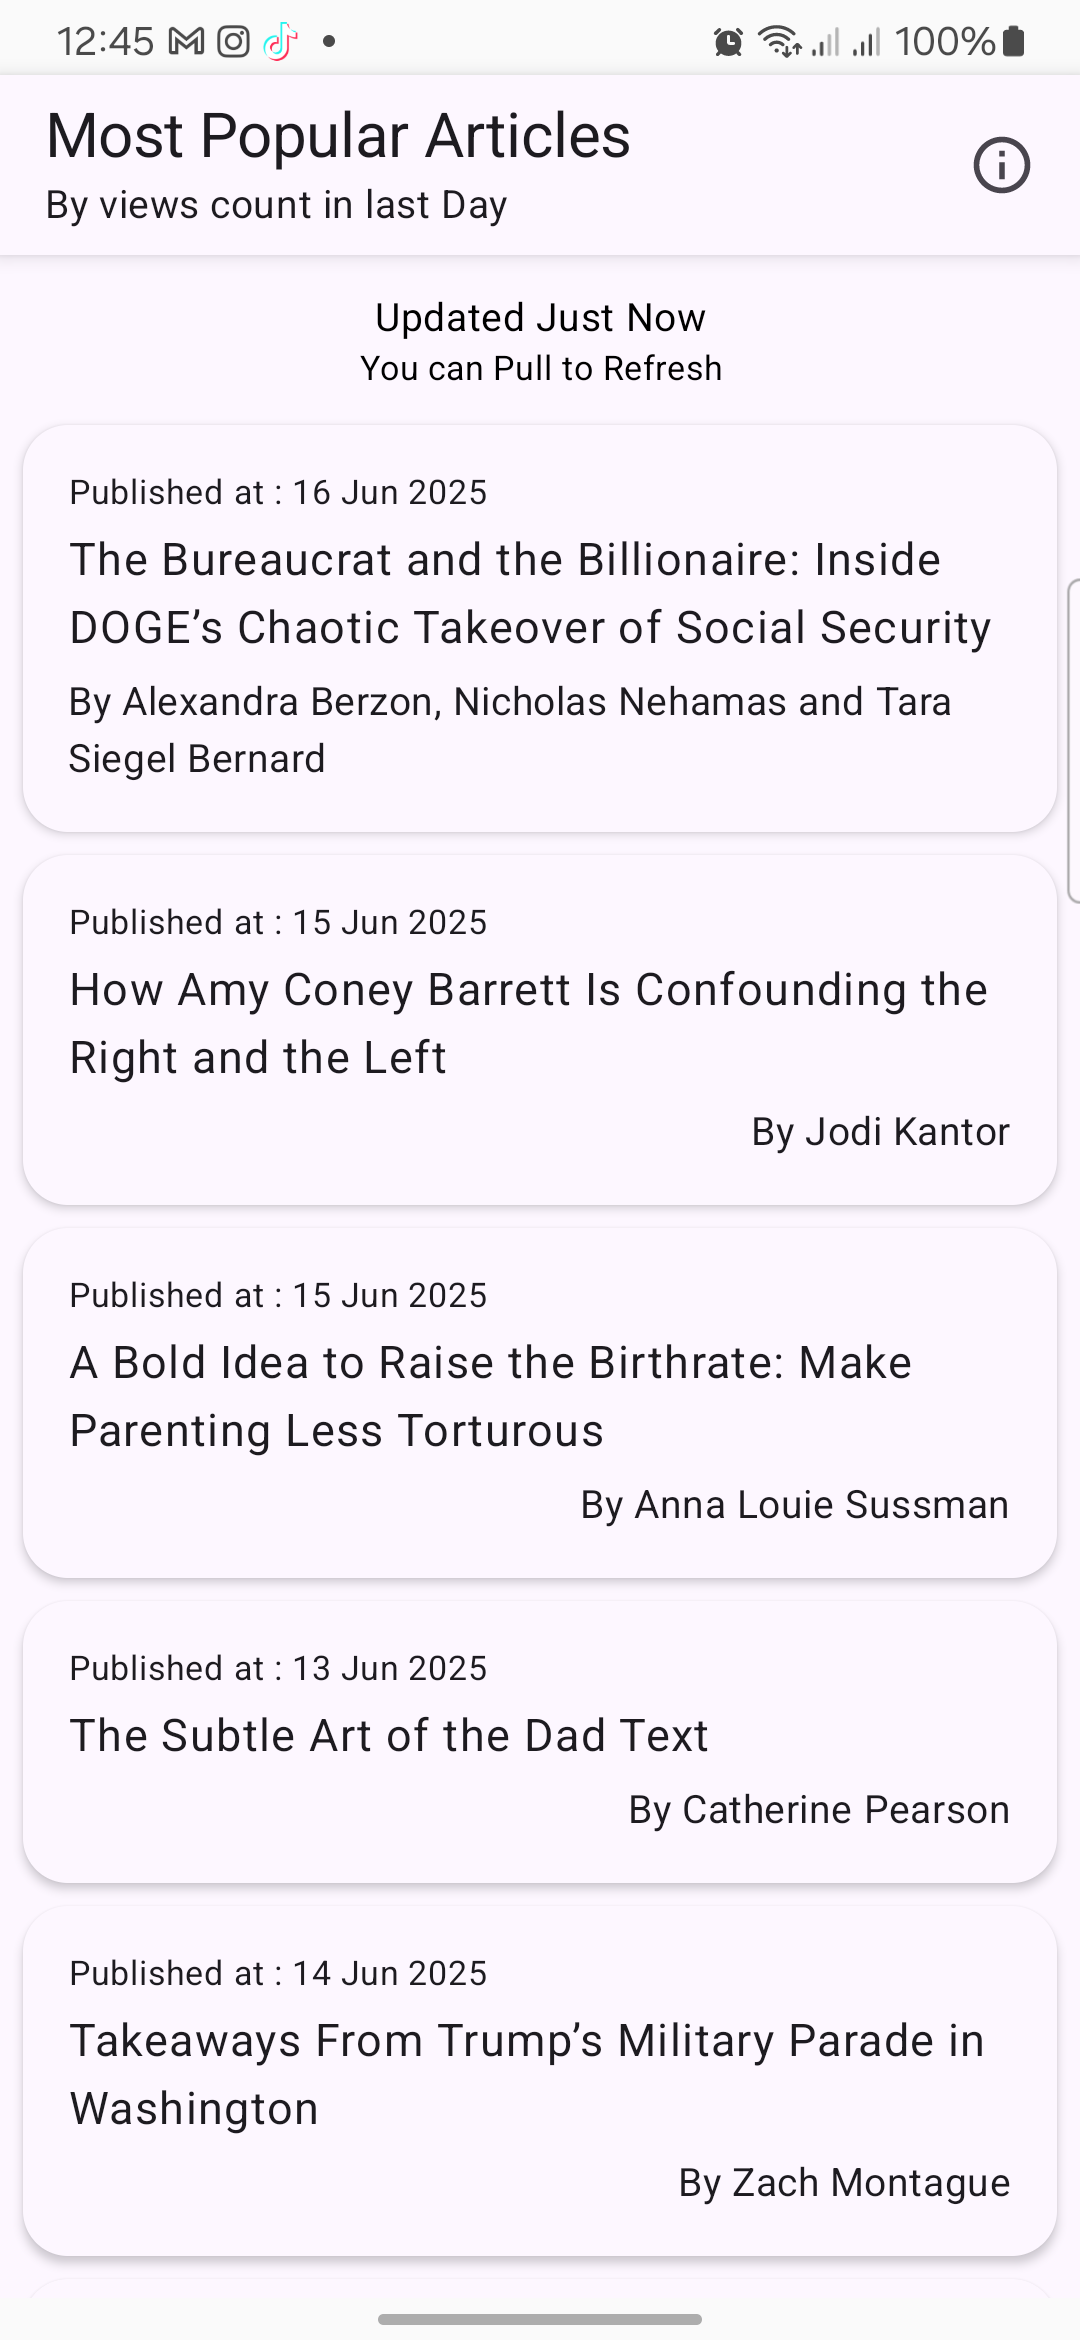 12:45 100%
Most Popular Articles
By views count in last Day
Updated Just Now
You can Pull to Refresh
Published at : 16 Jun 2025
The Bureaucrat and the Billionaire: Inside
DOGE’s Chaotic Takeover of Social Security
By Alexandra Berzon, Nicholas Nehamas and Tara
Siegel Bernard
Published at : 15 Jun 2025
How Amy Coney Barrett Is Confounding the
Right and the Left
By Jodi Kantor
Published at : 15 Jun 2025
A Bold Idea to Raise the Birthrate: Make
Parenting Less Torturous
By Anna Louie Sussman
Published at : 13 Jun 2025
The Subtle Art of the Dad Text
By Catherine Pearson
Published at : 14 Jun 2025
Takeaways From Trump’s Military Parade in
Washington
By Zach Montague